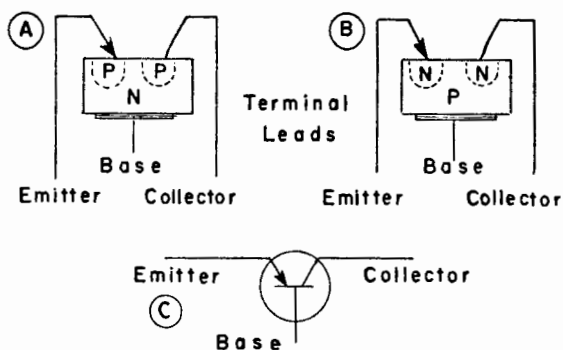 A
P P
N
Base
Emitter Collector
Terminal
Leads
B
N N
P
Base
Emitter Collector
Emitter Collector
C
Base